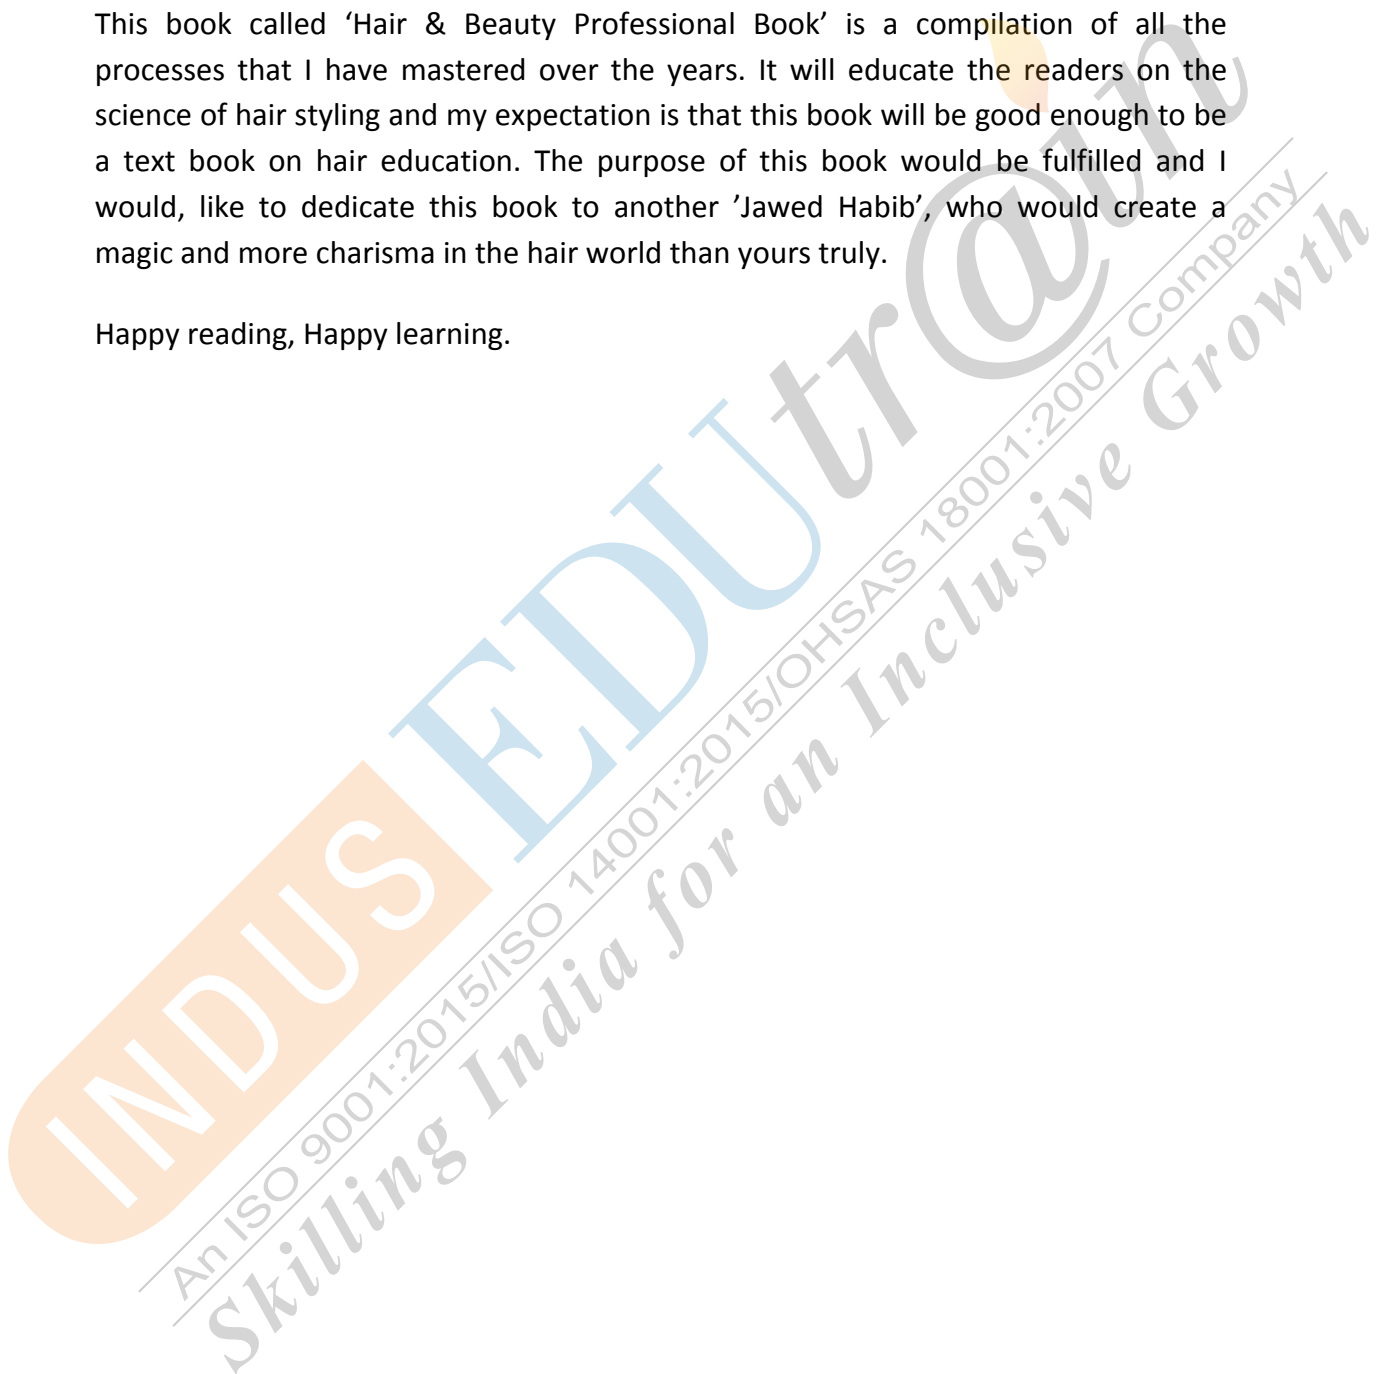 This book called ‘Hair & Beauty Professional Book’ is a compilation of all the
processes that I have mastered over the years. It will educate the readers on the
science of hair styling and my expectation is that this book will be good enough to be
a text book on hair education. The purpose of this book would be fulfilled and I
would, like to dedicate this book to another ’Jawed Habib’, who would create a
magic and more charisma in the hair world than yours truly.
Happy reading, Happy learning.
INDUS EDUtr@in
An ISO 9001:2015/ISO 14001:2015/OHSAS 18001:2007 Company
Skilling India for an Inclusive Growth